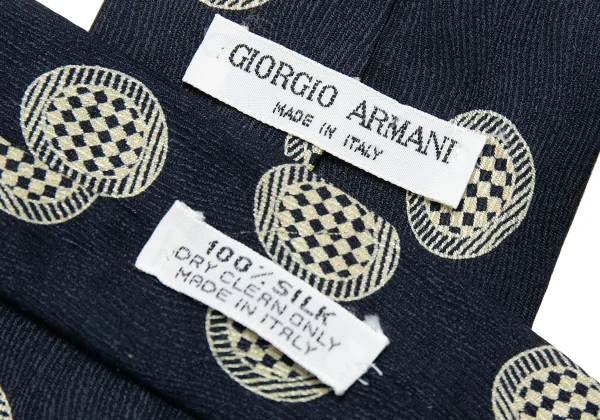 GIORGIO ARMANI
MADE IN ITALY
100% SILK
DRY CLEAN ONLY
MADE IN ITALY